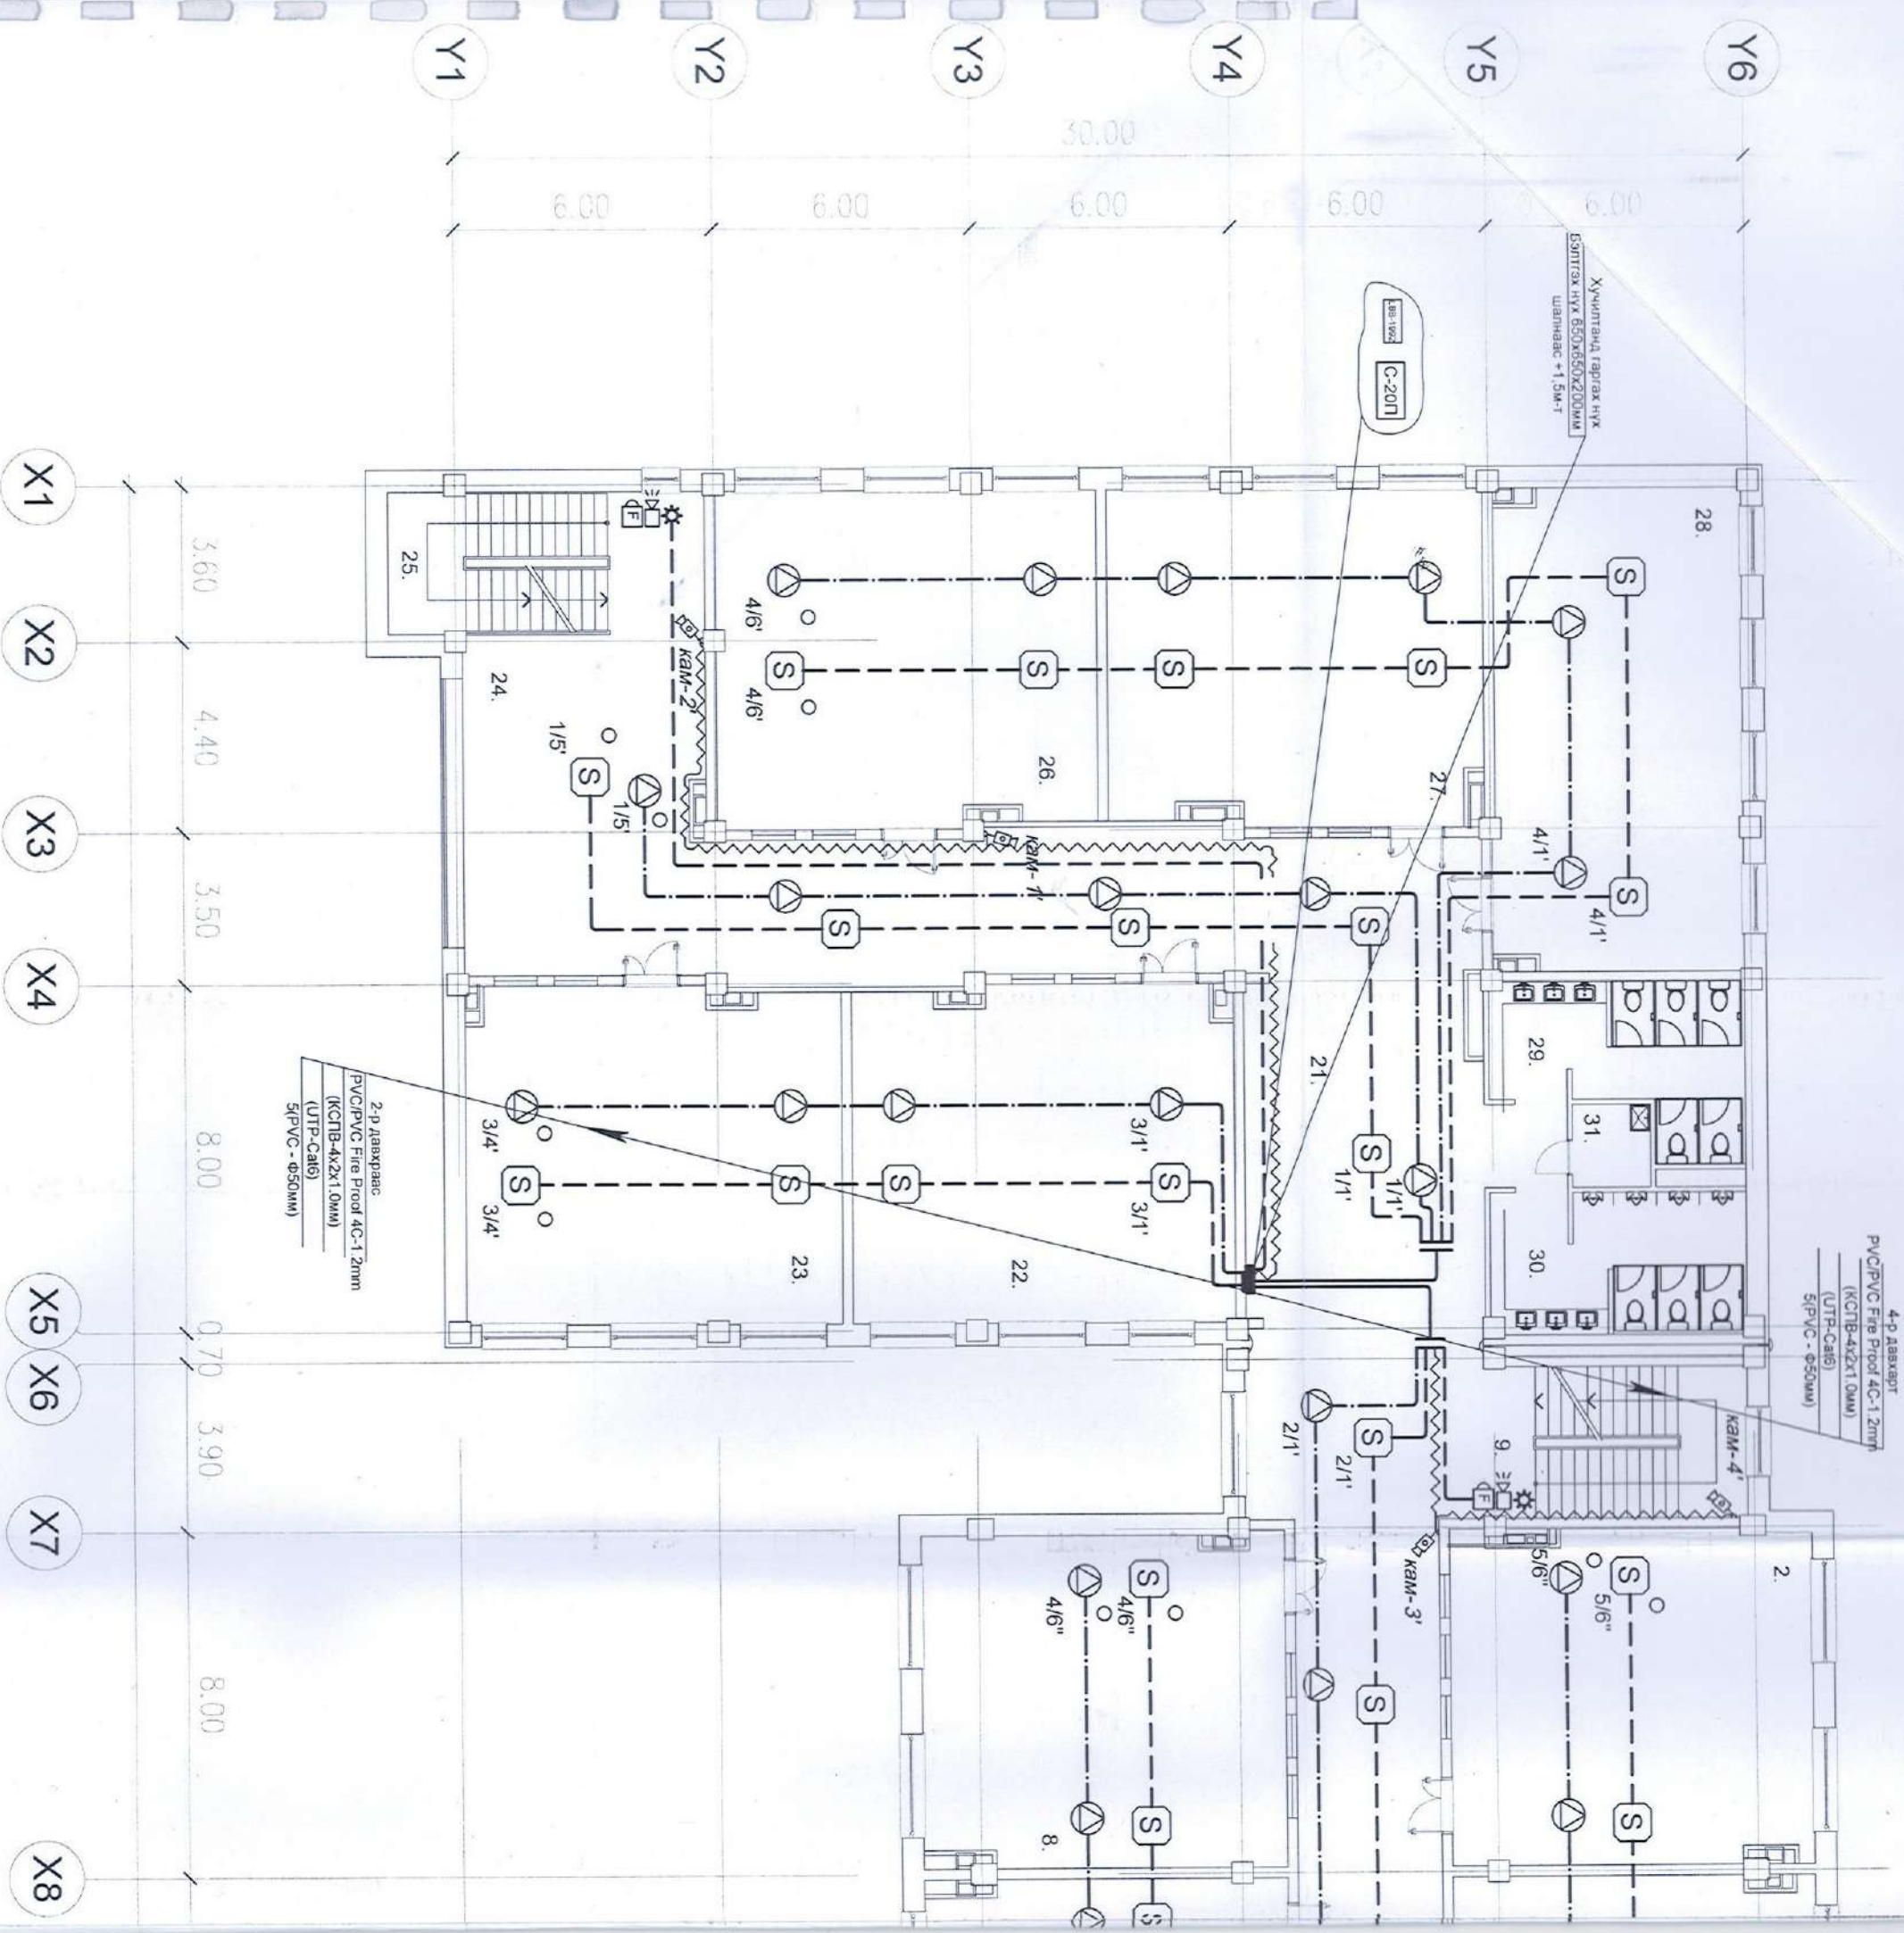 Y1
Y2
Y3
Y4
Y5
Y6
30.00
6.00
6.00
6.00
6.00
6.00
Хучилтанд гаргах нүх
Бэлтгэх нүх 650x650x200мм
шалнаас +1,5м-т
С-20П
X1
X2
X3
X4
X5
X6
X7
X8
3.60
4.40
3.50
8.00
0.70
3.90
8.00
28.
25.
F
24.
кам-2'
4/6'
S
S
S
S
4/6'
26.
27.
S
S
4/1'
4/1'
1/5'
S
1/5'
кам-1'
S
S
S
29.
31.
30.
21.
S
1/1'
1/1'
3/4'
S
3/4'
S
S
S
3/1'
3/1'
23.
22.
2-р давхраас
PVC/PVC Fire Proof 4C-1.2mm
(КСПВ-4x2x1.0мм)
(UTP-Cat6)
5(PVC - Ф50мм)
4-р давхарт
PVC/PVC Fire Proof 4C-1.2mm
(КСПВ-4x2x1.0мм)
(UTP-Cat6)
5(PVC - Ф50мм)
2/1'
S
2/1'
9.
F
кам-4'
кам-3'
2.
5/6"
S
5/6"
S
4/6"
S
4/6"
S
8.
S
S